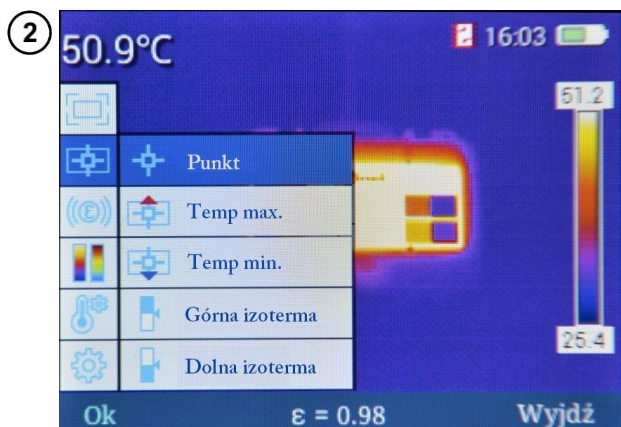 2
50.9°C
16:03
51.2
Punkt
Temp max.
Temp min.
Górna izoterma
Dolna izoterma
25.4
Ok
ε = 0.98
Wyjdź